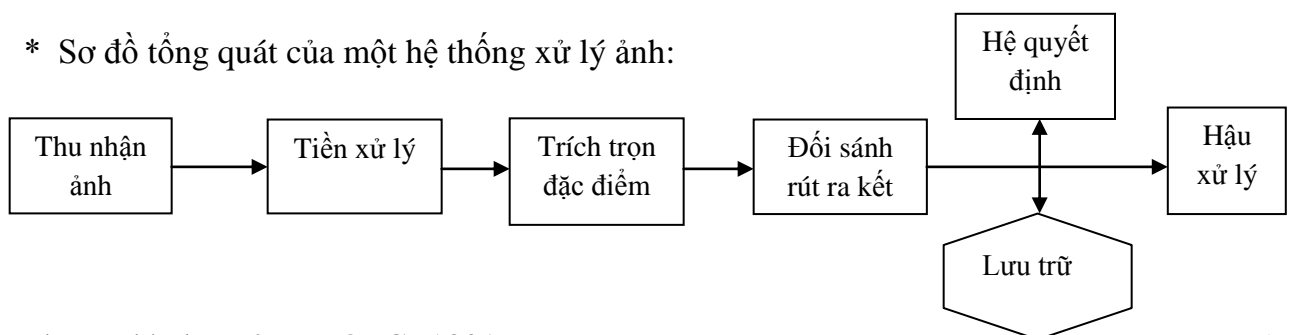 * Sơ đồ tổng quát của một hệ thống xử lý ảnh:
Hệ quyết
định
Thu nhận
ảnh
Tiền xử lý
Trích trọn
đặc điểm
Đối sánh
rút ra kết
Hậu
xử lý
Lưu trữ